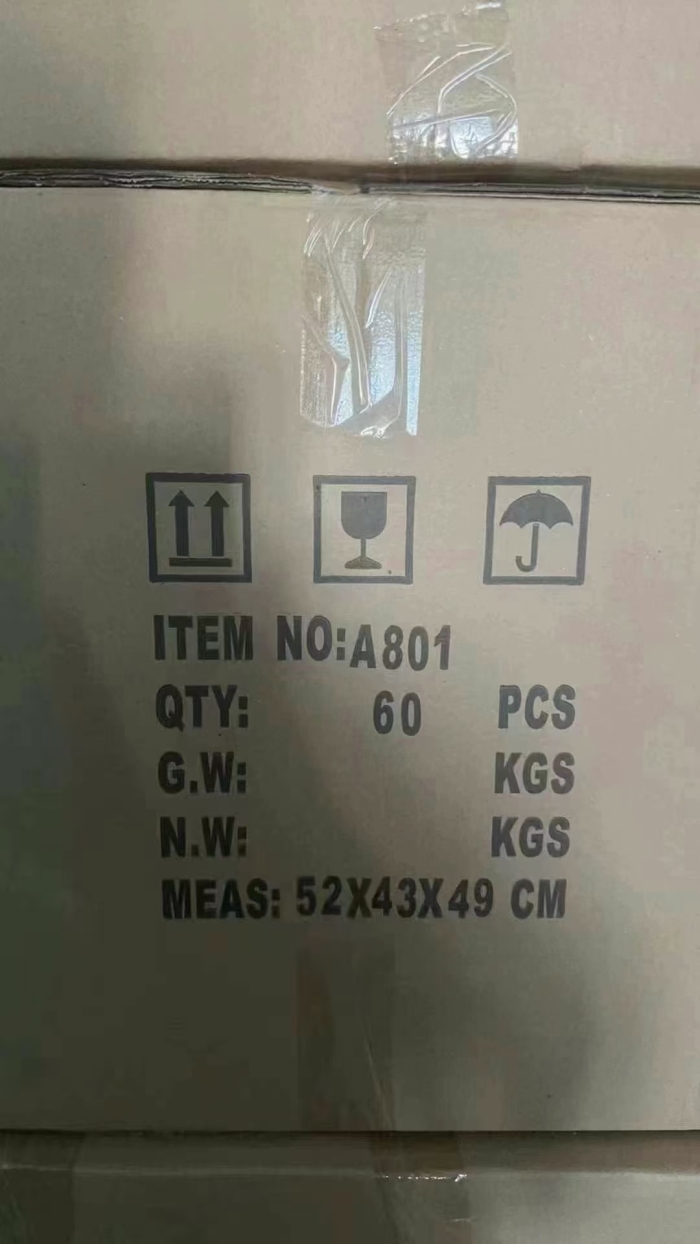 ITEM NO:A801
QTY: 60 PCS
G.W: KGS
N.W: KGS
MEAS: 52X43X49 CM